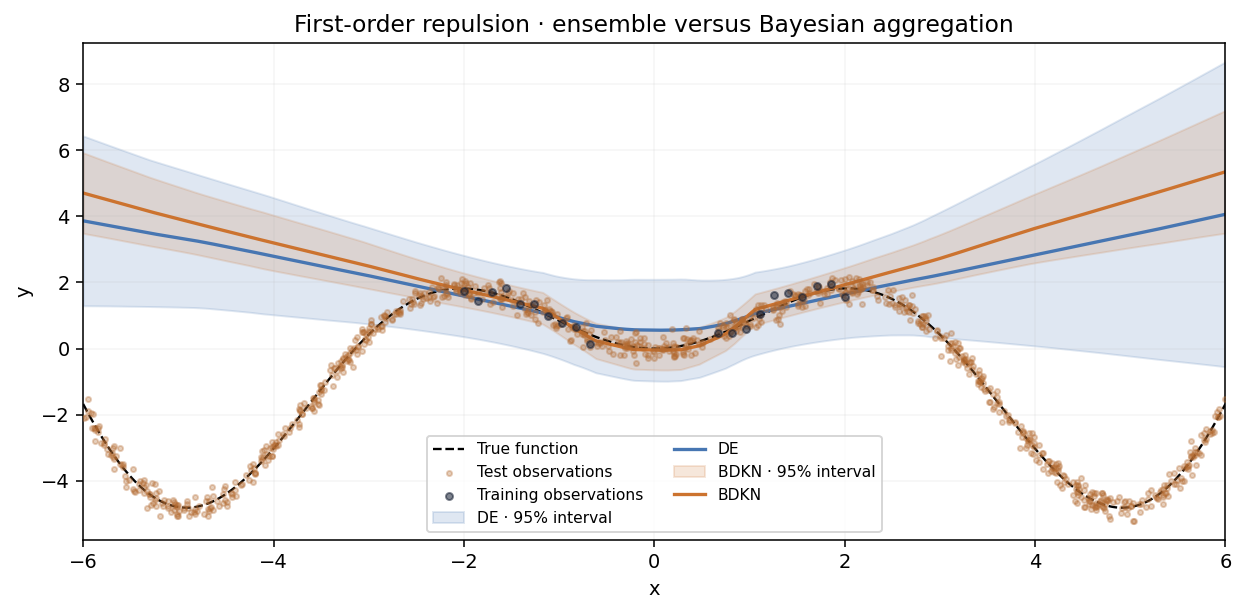 First-order repulsion · ensemble versus Bayesian aggregation
y
8
6
4
2
0
−2
−4
True function
Test observations
Training observations
DE · 95% interval
DE
BDKN · 95% interval
BDKN
−6
−4
−2
0
2
4
6
x